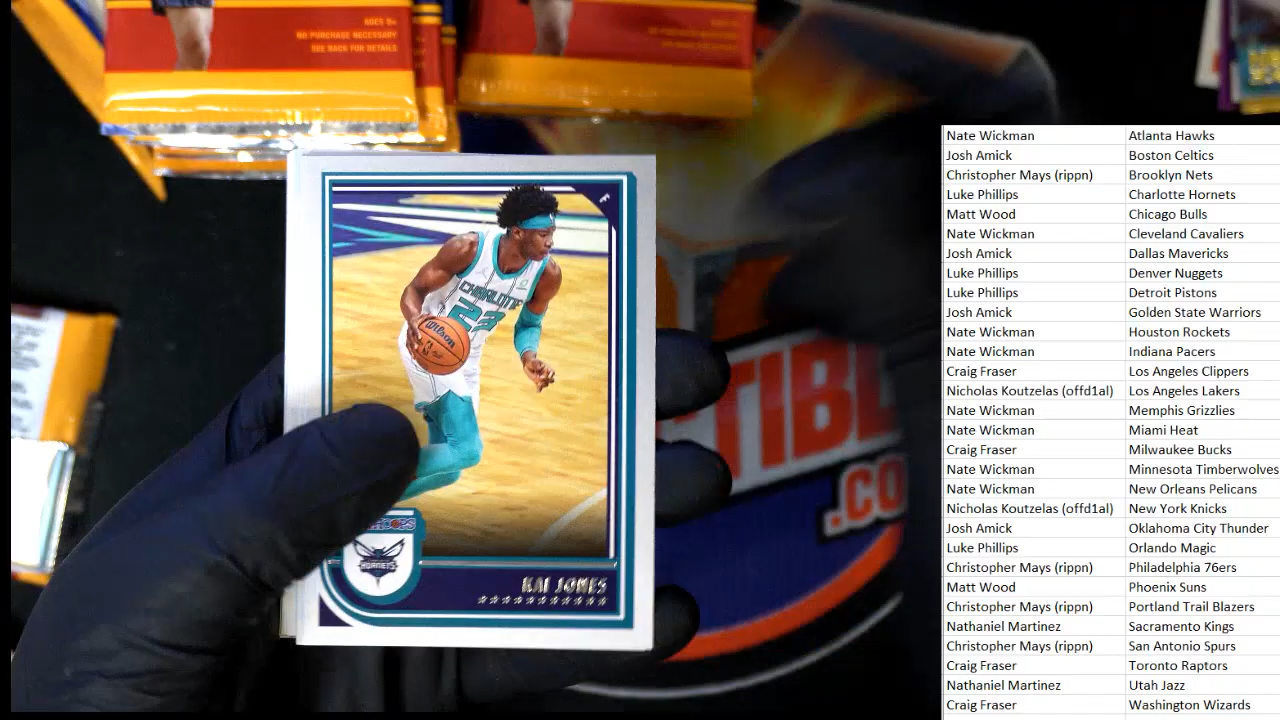 AGES 9+
NO PURCHASE NECESSARY
SEE BACK FOR DETAILS
F
CHARLOTTE
23
Wilson
HOOPS
HORNETS
KAI JONES
TIBL
.CO
Nate Wickman Atlanta Hawks
Josh Amick Boston Celtics
Christopher Mays (rippn) Brooklyn Nets
Luke Phillips Charlotte Hornets
Matt Wood Chicago Bulls
Nate Wickman Cleveland Cavaliers
Josh Amick Dallas Mavericks
Luke Phillips Denver Nuggets
Luke Phillips Detroit Pistons
Josh Amick Golden State Warriors
Nate Wickman Houston Rockets
Nate Wickman Indiana Pacers
Craig Fraser Los Angeles Clippers
Nicholas Koutzelas (offd1al) Los Angeles Lakers
Nate Wickman Memphis Grizzlies
Nate Wickman Miami Heat
Craig Fraser Milwaukee Bucks
Nate Wickman Minnesota Timberwolves
Nate Wickman New Orleans Pelicans
Nicholas Koutzelas (offd1al) New York Knicks
Josh Amick Oklahoma City Thunder
Luke Phillips Orlando Magic
Christopher Mays (rippn) Philadelphia 76ers
Matt Wood Phoenix Suns
Christopher Mays (rippn) Portland Trail Blazers
Nathaniel Martinez Sacramento Kings
Christopher Mays (rippn) San Antonio Spurs
Craig Fraser Toronto Raptors
Nathaniel Martinez Utah Jazz
Craig Fraser Washington Wizards